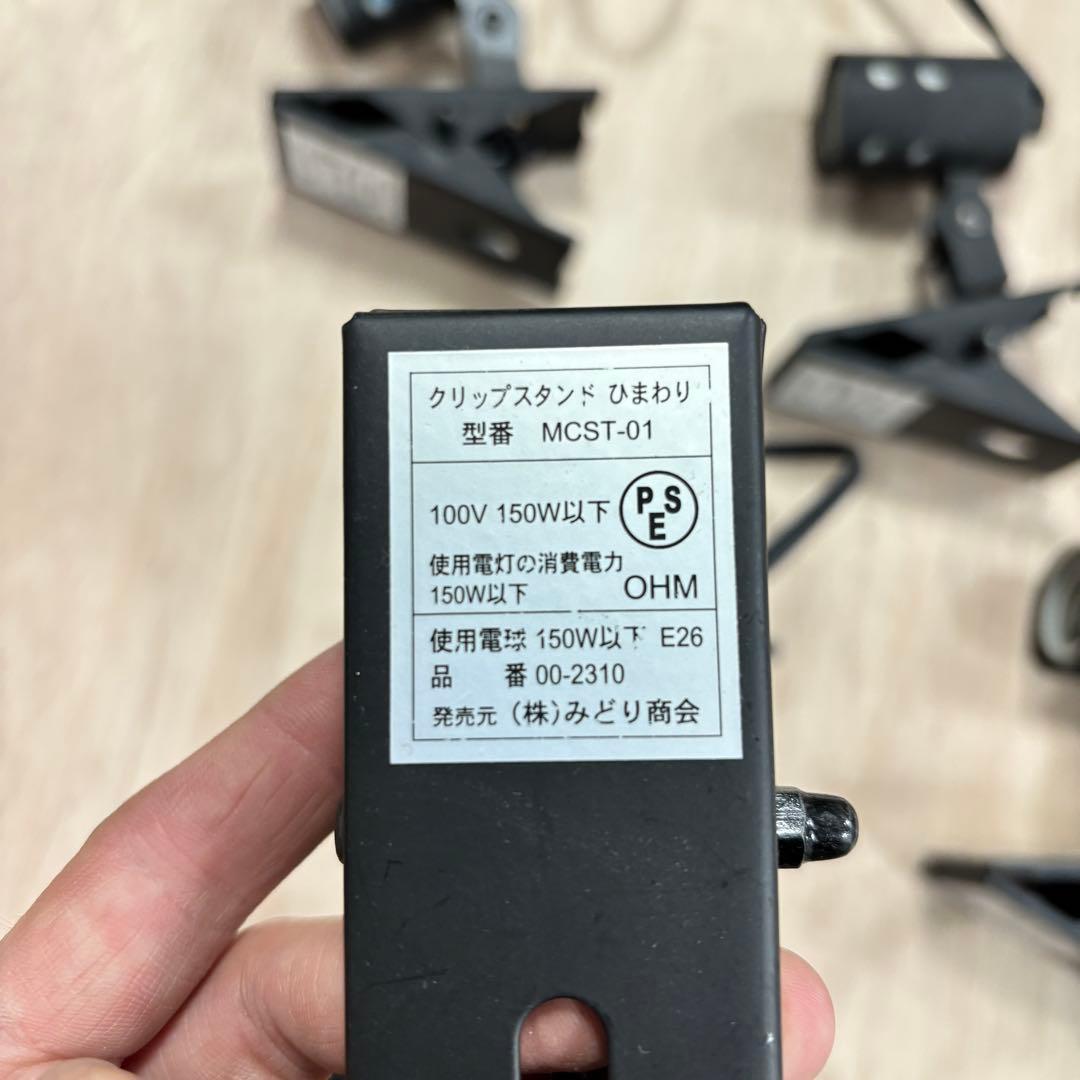 クリップスタンド ひまわり
型番 MCST-01
100V 150W以下
PSE
使用電灯の消費電力
150W以下 OHM
使用電球 150W以下 E26
品 番 00-2310
発売元 (株)みどり商会